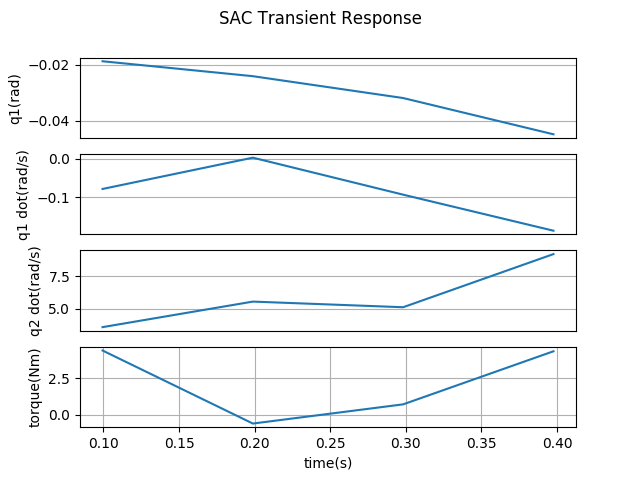 SAC Transient Response
−0.02
−0.04
q1(rad)
0.0
−0.1
q1 dot(rad/s)
7.5
5.0
q2 dot(rad/s)
2.5
0.0
torque(Nm)
0.10 0.15 0.20 0.25 0.30 0.35 0.40
time(s)